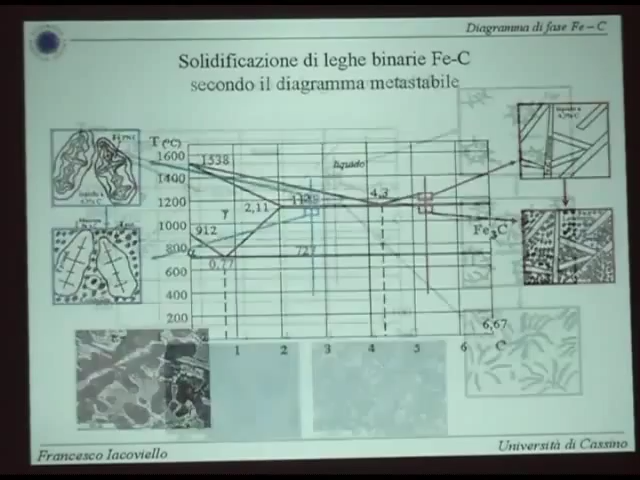 Diagramma di fase Fe – C
Solidificazione di leghe binarie Fe-C
secondo il diagramma metastabile
T (°C)
1600
1538
liquido
1400
4,3
1200
2,11
1000
γ
912
Fe3C
800
727
0,77
600
400
200
6,67
1
2
3
4
5
6
C
Francesco Iacoviello
Università di Cassino